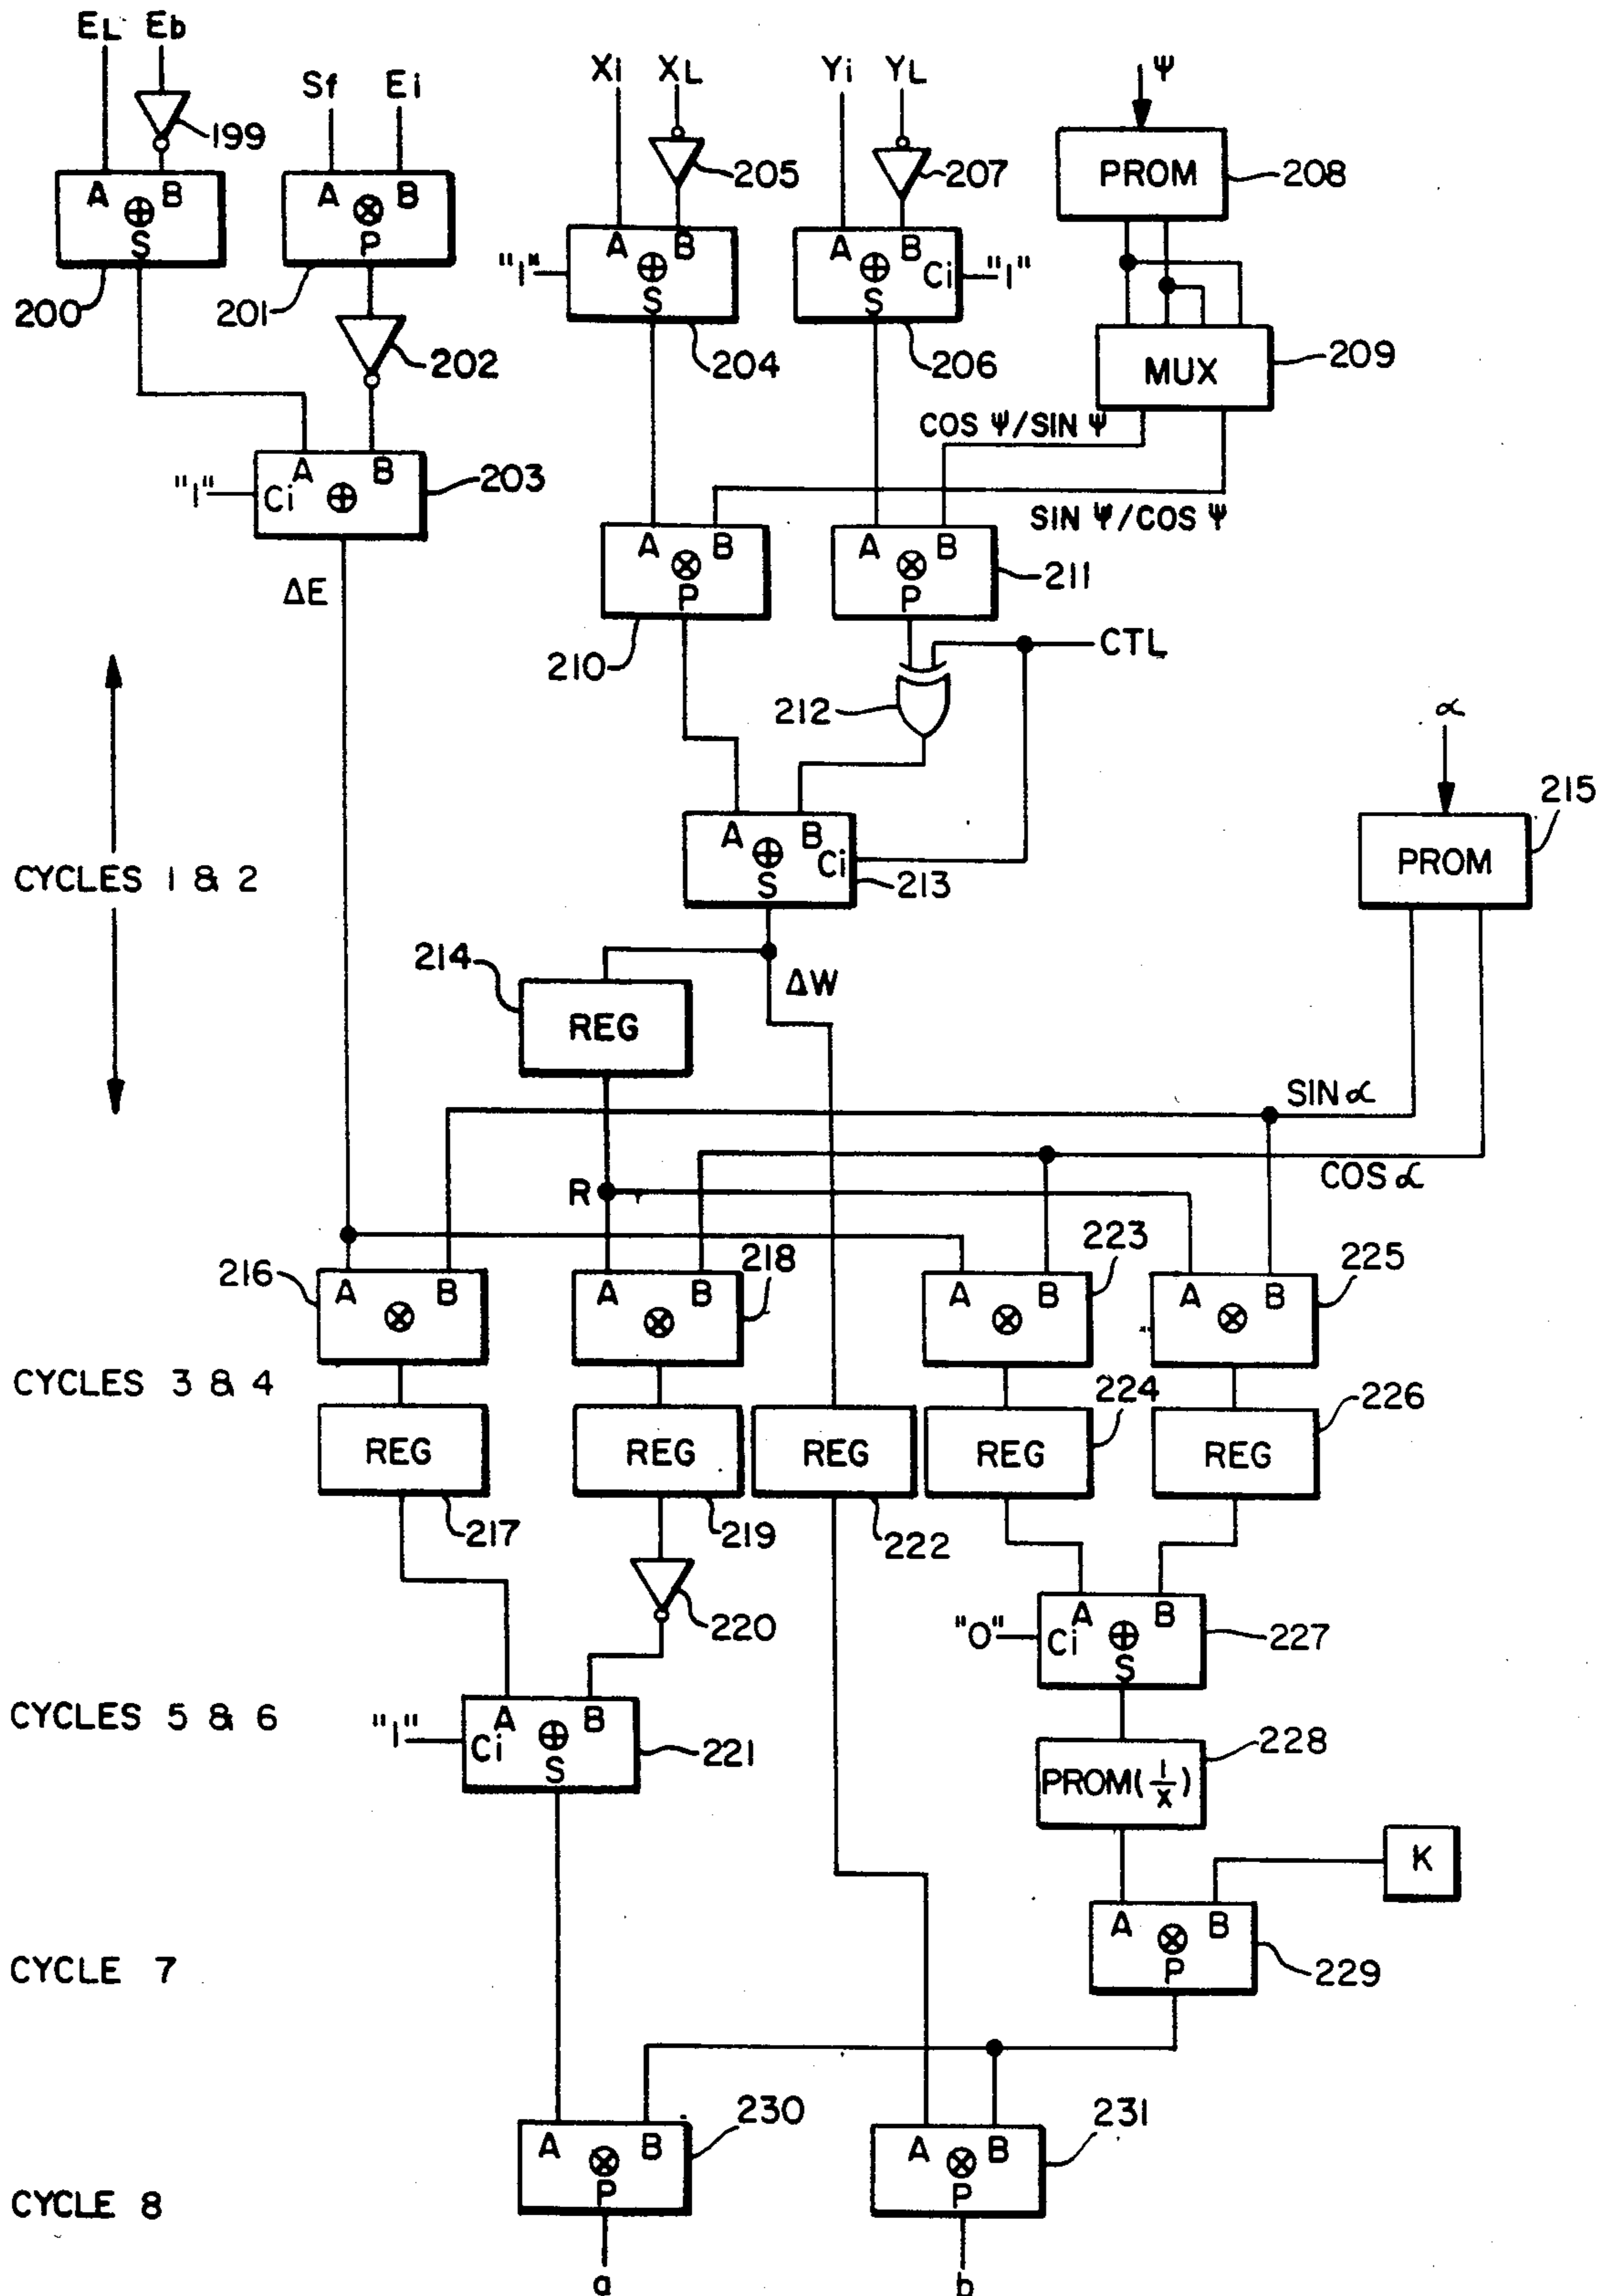 EL Eb
Sf Ei
Xi XL
Yi YL
Ψ
199
205
207
PROM
208
A B
⊕
S
200
A B
⊗
P
201
"1"
A B
⊕
S
204
A B
⊕
Ci
S
"1"
206
202
MUX
209
COS Ψ/SIN Ψ
SIN Ψ/COS Ψ
"1"
A B
Ci ⊕
203
ΔE
A B
⊗
P
210
A B
⊗
P
211
CTL
212
∝
215
PROM
A B
⊕ Ci
S
213
CYCLES 1 & 2
214
REG
ΔW
SIN ∝
COS ∝
R
216
A B
⊗
218
A B
⊗
223
A B
⊗
225
A B
⊗
CYCLES 3 & 4
REG
217
REG
219
REG
222
REG
224
REG
226
220
"0"
A B
Ci ⊕
S
227
CYCLES 5 & 6
"1"
A B
Ci ⊕
S
221
PROM(1/x)
228
K
A B
⊗
P
229
CYCLE 7
A B
⊗
P
230
A B
⊗
P
231
CYCLE 8
a
b